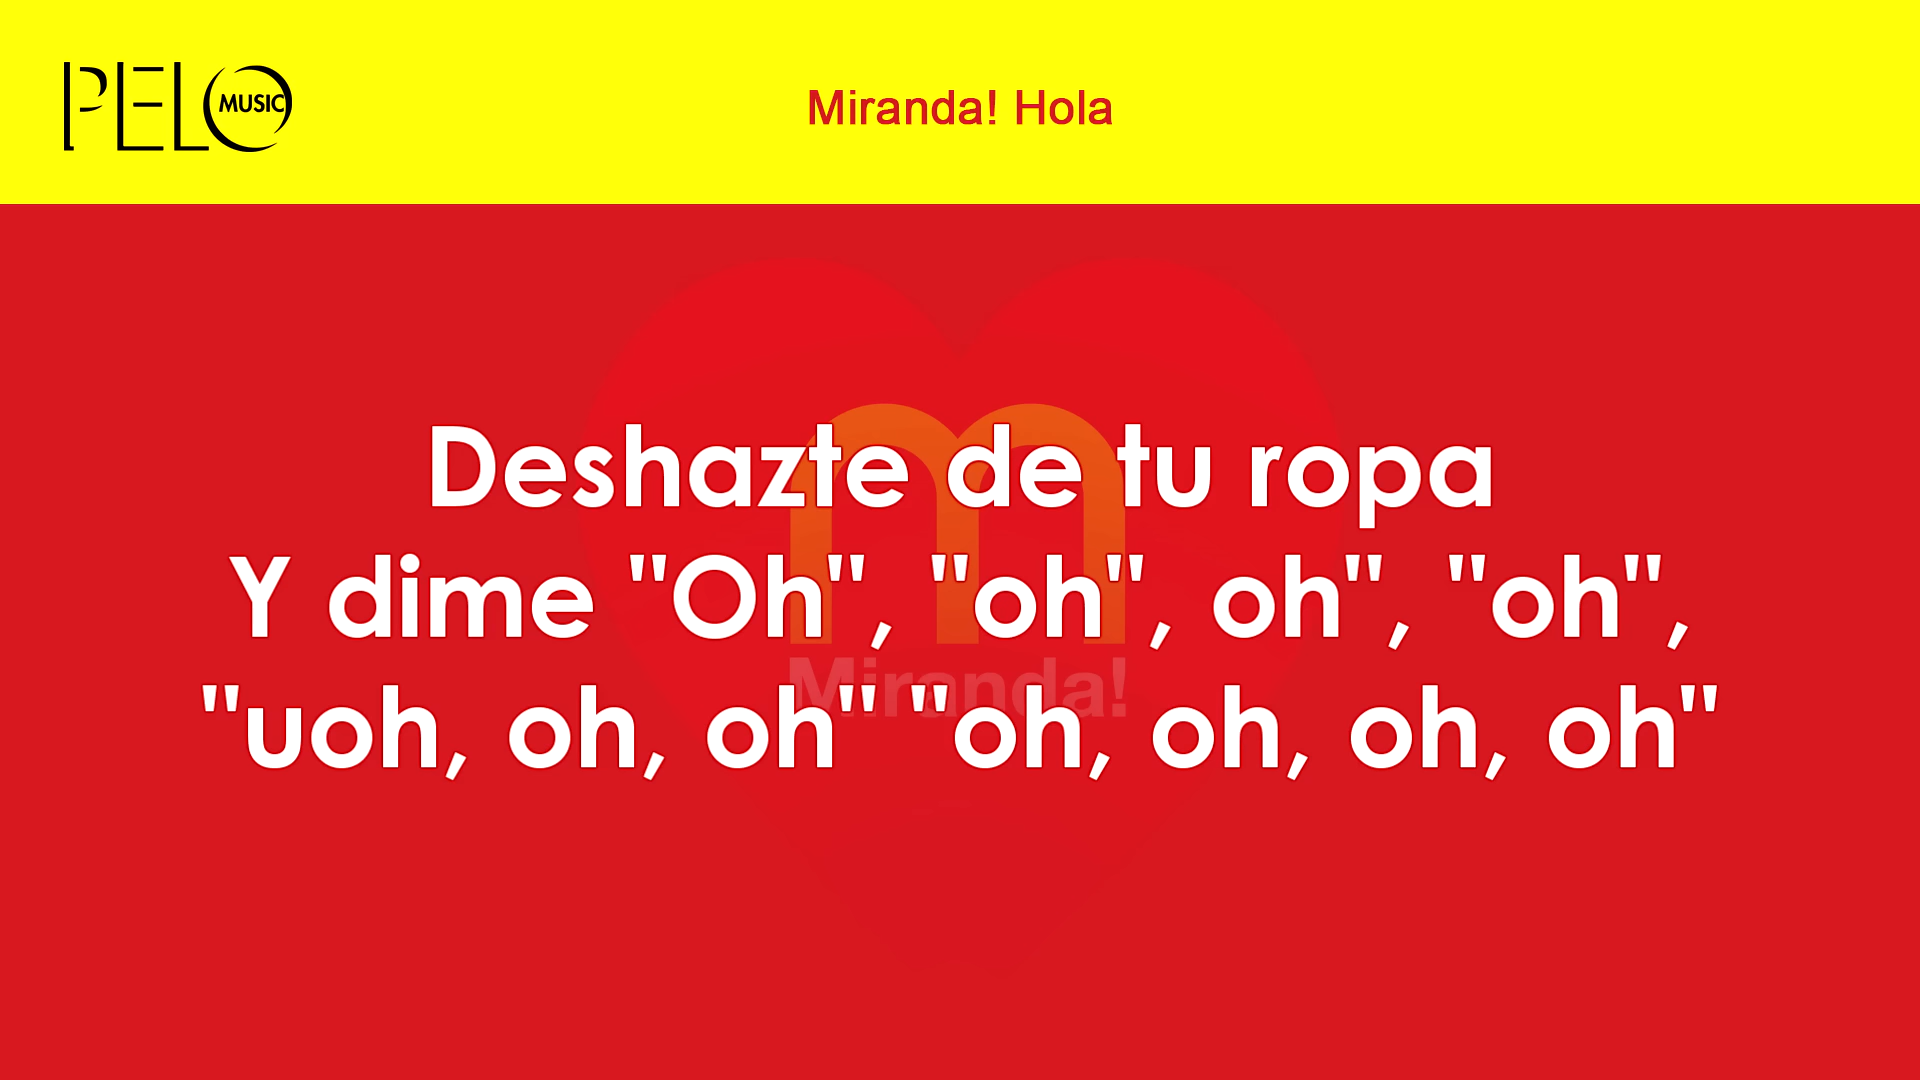 PELO MUSIC
Miranda! Hola
Deshazte de tu ropa
Y dime "Oh", "oh", oh", "oh",
"uoh, oh, oh" "oh, oh, oh, oh"
m
Miranda!